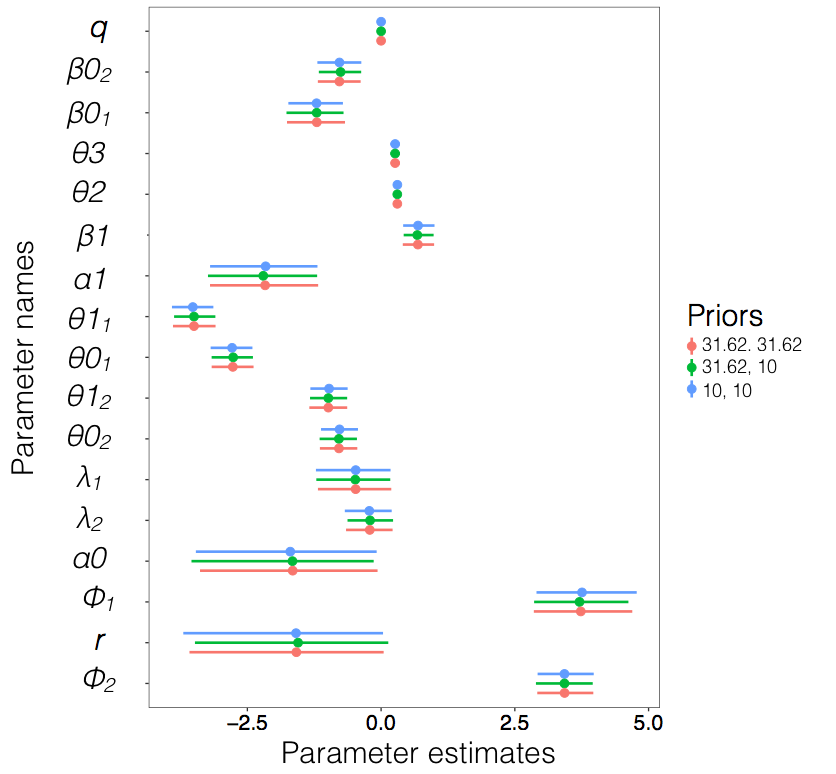 q
β0₂
β0₁
θ3
θ2
β1
α1
θ1₁
θ0₁
θ1₂
θ0₂
λ₁
λ₂
α0
Φ₁
r
Φ₂
Parameter names
−2.5 0.0 2.5 5.0
Parameter estimates
Priors
31.62. 31.62
31.62, 10
10, 10